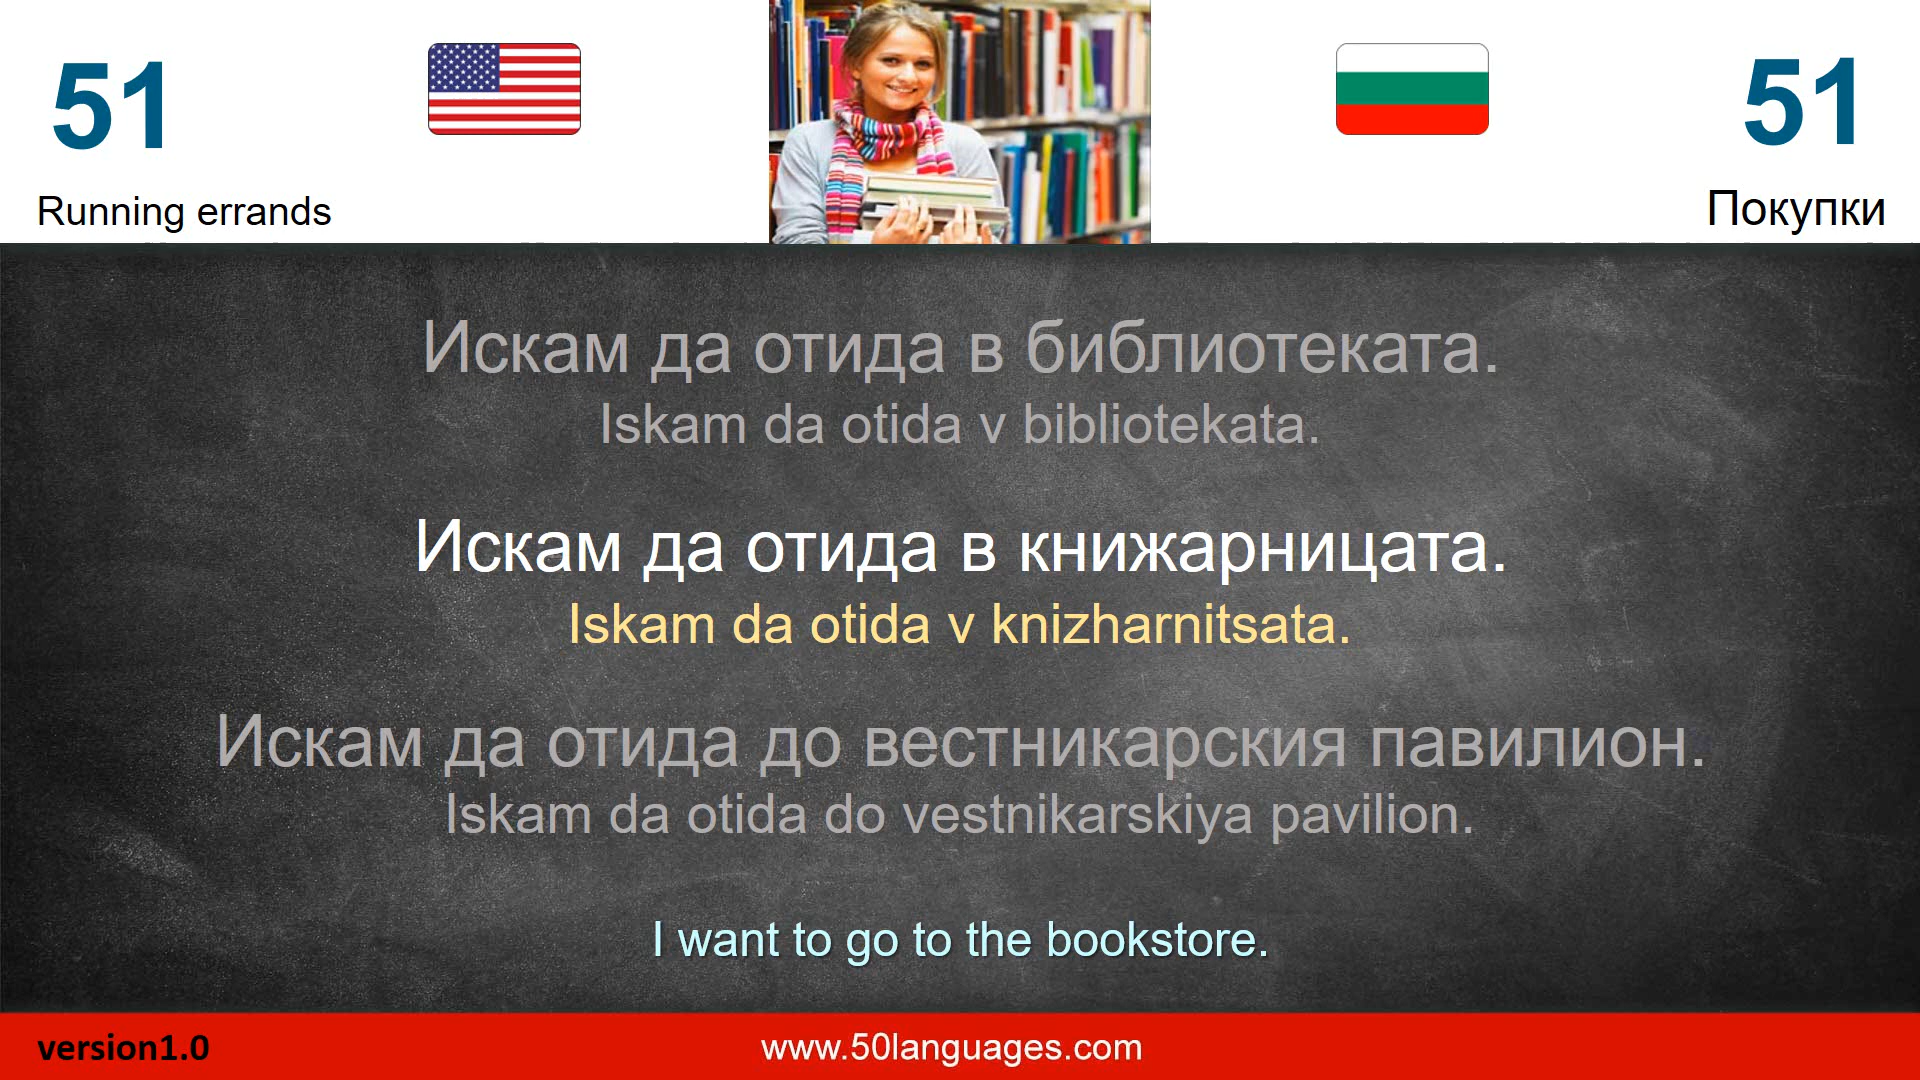 51
51
Running errands
Покупки
Искам да отида в библиотеката.
Iskam da otida v bibliotekata.
Искам да отида в книжарницата.
Iskam da otida v knizharnitsata.
Искам да отида до вестникарския павилион.
Iskam da otida do vestnikarskiya pavilion.
I want to go to the bookstore.
version1.0
www.50languages.com